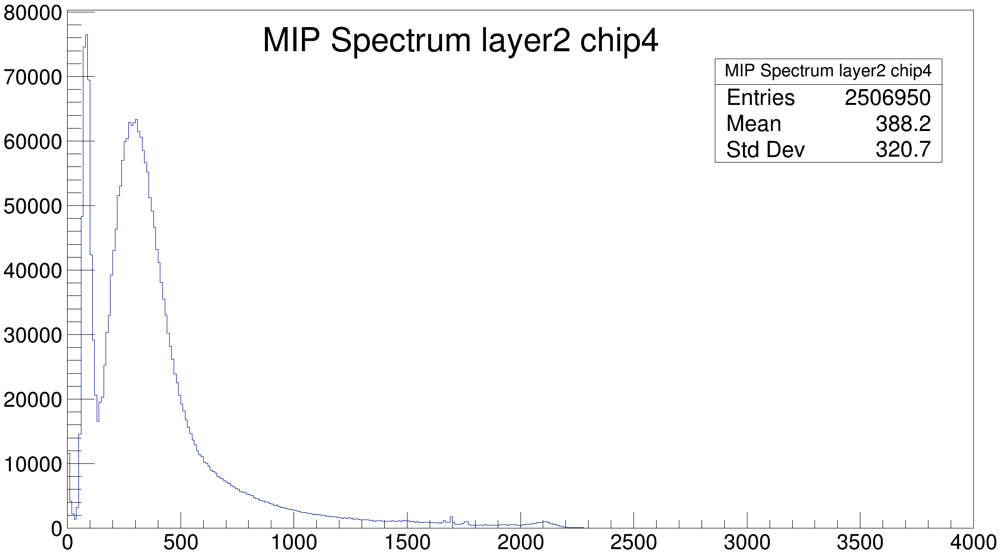 MIP Spectrum layer2 chip4
MIP Spectrum layer2 chip4
Entries 2506950
Mean 388.2
Std Dev 320.7
80000
70000
60000
50000
40000
30000
20000
10000
0
0 500 1000 1500 2000 2500 3000 3500 4000